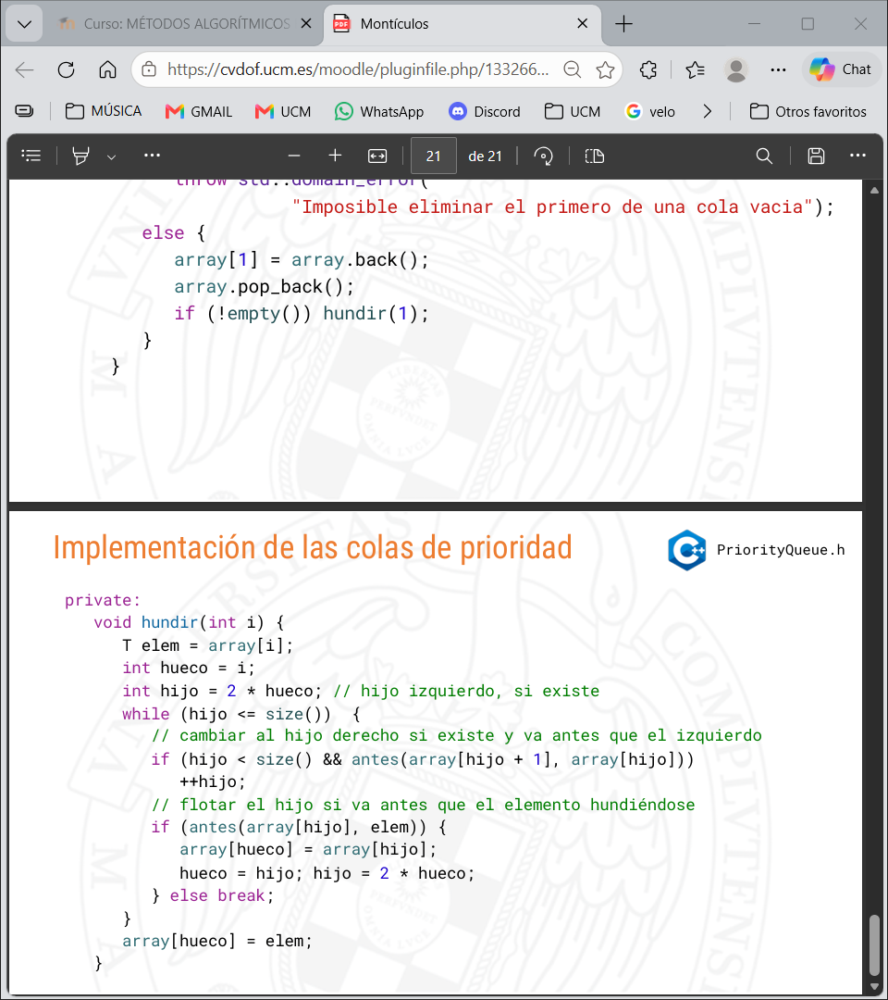 Curso: MÉTODOS ALGORÍTMICOS
Montículos
https://cvdof.ucm.es/moodle/pluginfile.php/133266...
Chat
MÚSICA
GMAIL
UCM
WhatsApp
Discord
UCM
velo
Otros favoritos
21 de 21
throw std::domain_error(
"Imposible eliminar el primero de una cola vacia");
else {
array[1] = array.back();
array.pop_back();
if (!empty()) hundir(1);
}
}
Implementación de las colas de prioridad
PriorityQueue.h
private:
void hundir(int i) {
T elem = array[i];
int hueco = i;
int hijo = 2 * hueco; // hijo izquierdo, si existe
while (hijo <= size()) {
// cambiar al hijo derecho si existe y va antes que el izquierdo
if (hijo < size() && antes(array[hijo + 1], array[hijo]))
++hijo;
// flotar el hijo si va antes que el elemento hundiéndose
if (antes(array[hijo], elem)) {
array[hueco] = array[hijo];
hueco = hijo; hijo = 2 * hueco;
} else break;
}
array[hueco] = elem;
}